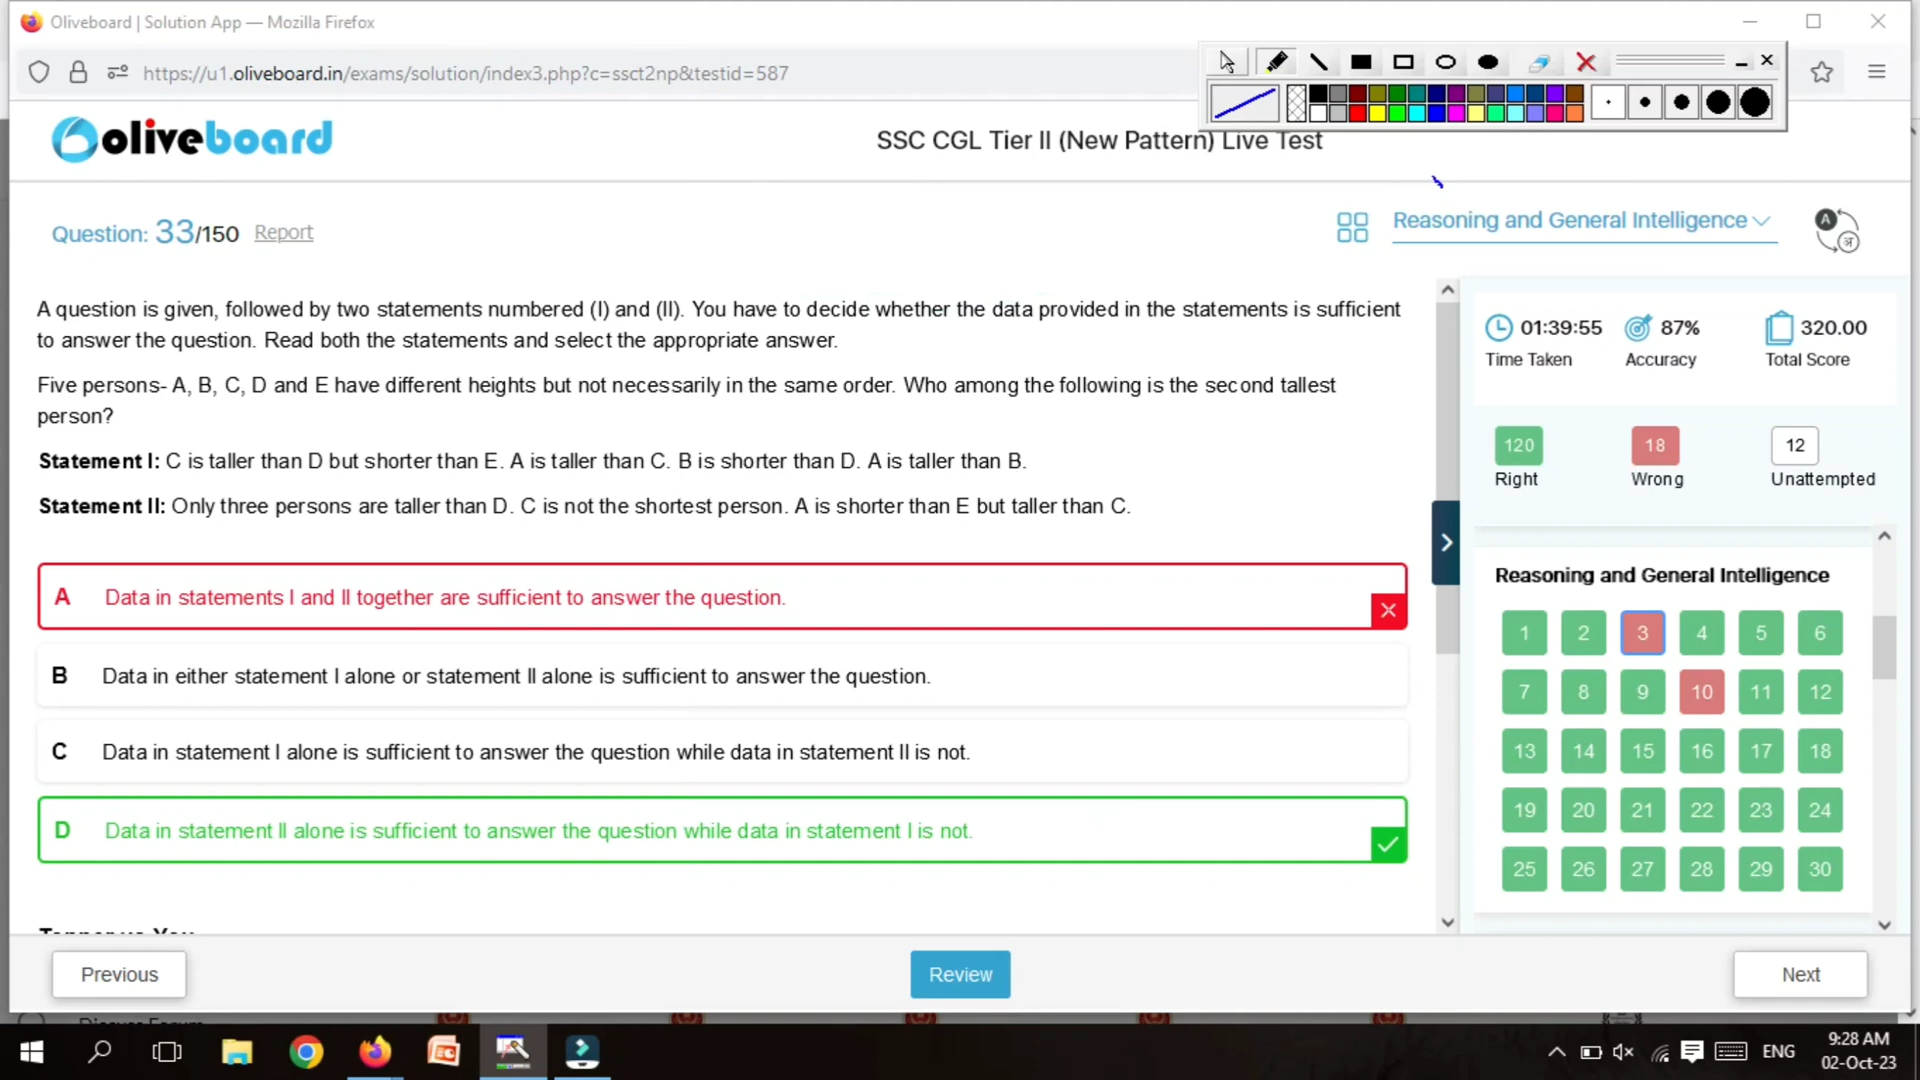 Oliveboard | Solution App — Mozilla Firefox
https://u1.oliveboard.in/exams/solution/index3.php?c=ssct2np&testid=587
oliveboard
SSC CGL Tier II (New Pattern) Live Test
Question: 33/150 Report
Reasoning and General Intelligence
A question is given, followed by two statements numbered (I) and (II). You have to decide whether the data provided in the statements is sufficient
to answer the question. Read both the statements and select the appropriate answer.
Five persons- A, B, C, D and E have different heights but not necessarily in the same order. Who among the following is the second tallest
person?
Statement I: C is taller than D but shorter than E. A is taller than C. B is shorter than D. A is taller than B.
Statement II: Only three persons are taller than D. C is not the shortest person. A is shorter than E but taller than C.
A Data in statements I and II together are sufficient to answer the question.
B Data in either statement I alone or statement II alone is sufficient to answer the question.
C Data in statement I alone is sufficient to answer the question while data in statement II is not.
D Data in statement II alone is sufficient to answer the question while data in statement I is not.
A अ
01:39:55 87% 320.00
Time Taken Accuracy Total Score
120 18 12
Right Wrong Unattempted
Reasoning and General Intelligence
1 2 3 4 5 6
7 8 9 10 11 12
13 14 15 16 17 18
19 20 21 22 23 24
25 26 27 28 29 30
Previous Review Next
ENG
9:28 AM
02-Oct-23